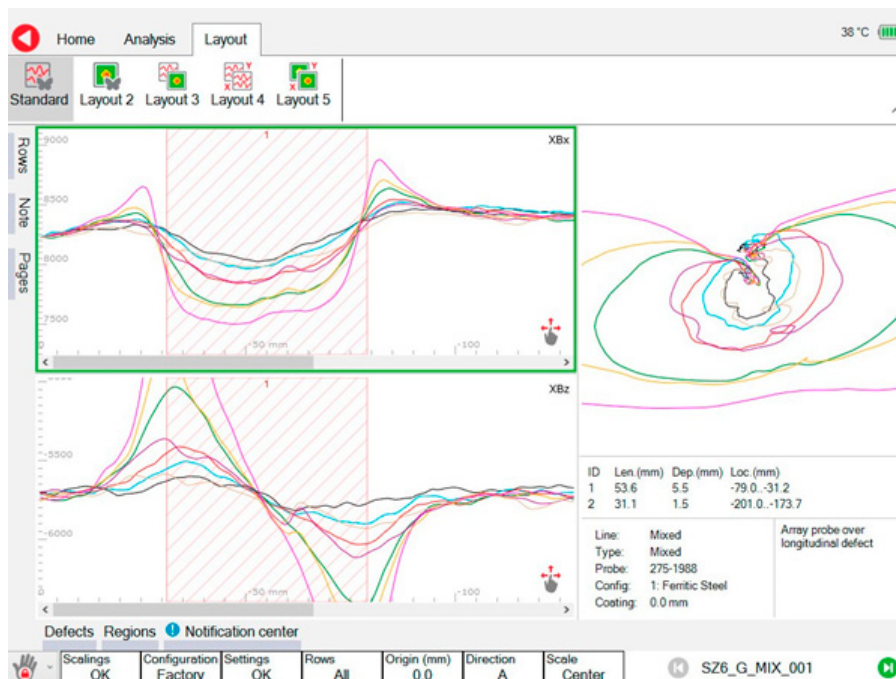 Home Analysis Layout 38 °C
Standard Layout 2 Layout 3 Layout 4 Layout 5
Rows
Note
Pages
9000
8500
8000
7500
1
XBx
-50 mm
-100
1
XBz
-5500
-6000
-50 mm
-100
ID Len.(mm) Dep.(mm) Loc.(mm)
1 53.6 5.5 -79.0..-31.2
2 31.1 1.5 -201.0..-173.7
Line: Mixed
Type: Mixed
Probe: 275-1988
Config: 1: Ferritic Steel
Coating: 0.0 mm
Array probe over
longitudinal defect
Defects Regions Notification center
Scalings Configuration Settings Rows Origin (mm) Direction Scale
OK Factory OK All 0.0 A Center
SZ6_G_MIX_001